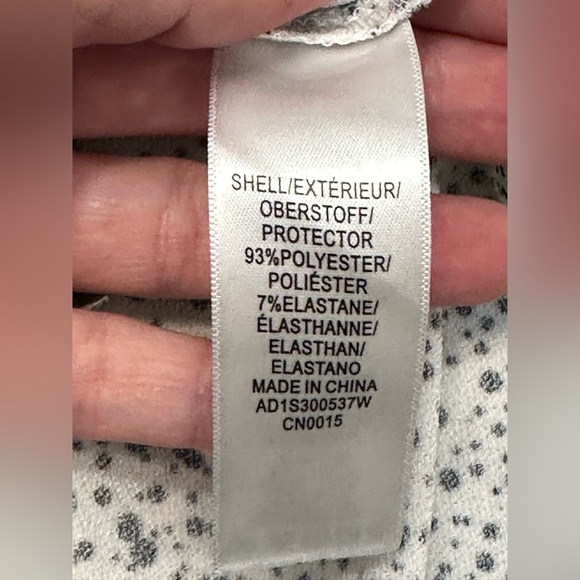 SHELL/EXTÉRIEUR/
OBERSTOFF/
PROTECTOR
93%POLYESTER/
POLIÉSTER
7%ELASTANE/
ÉLASTHANNE/
ELASTHAN/
ELASTANO
MADE IN CHINA
AD1S300537W
CN0015